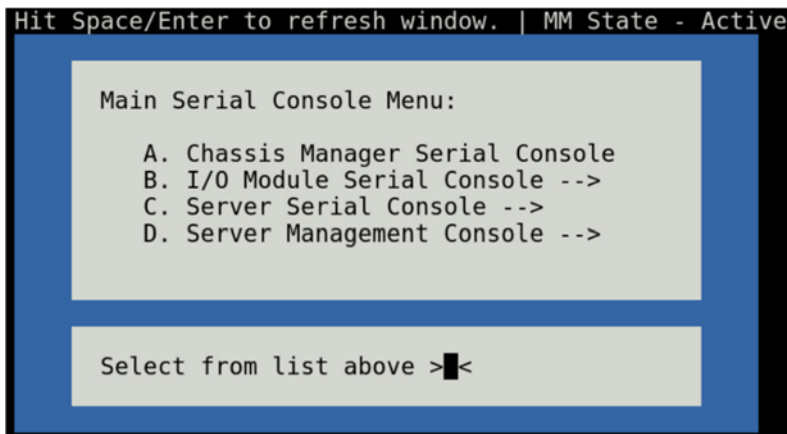 Hit Space/Enter to refresh window. | MM State - Active
Main Serial Console Menu:
A. Chassis Manager Serial Console
B. I/O Module Serial Console -->
C. Server Serial Console -->
D. Server Management Console -->
Select from list above > <